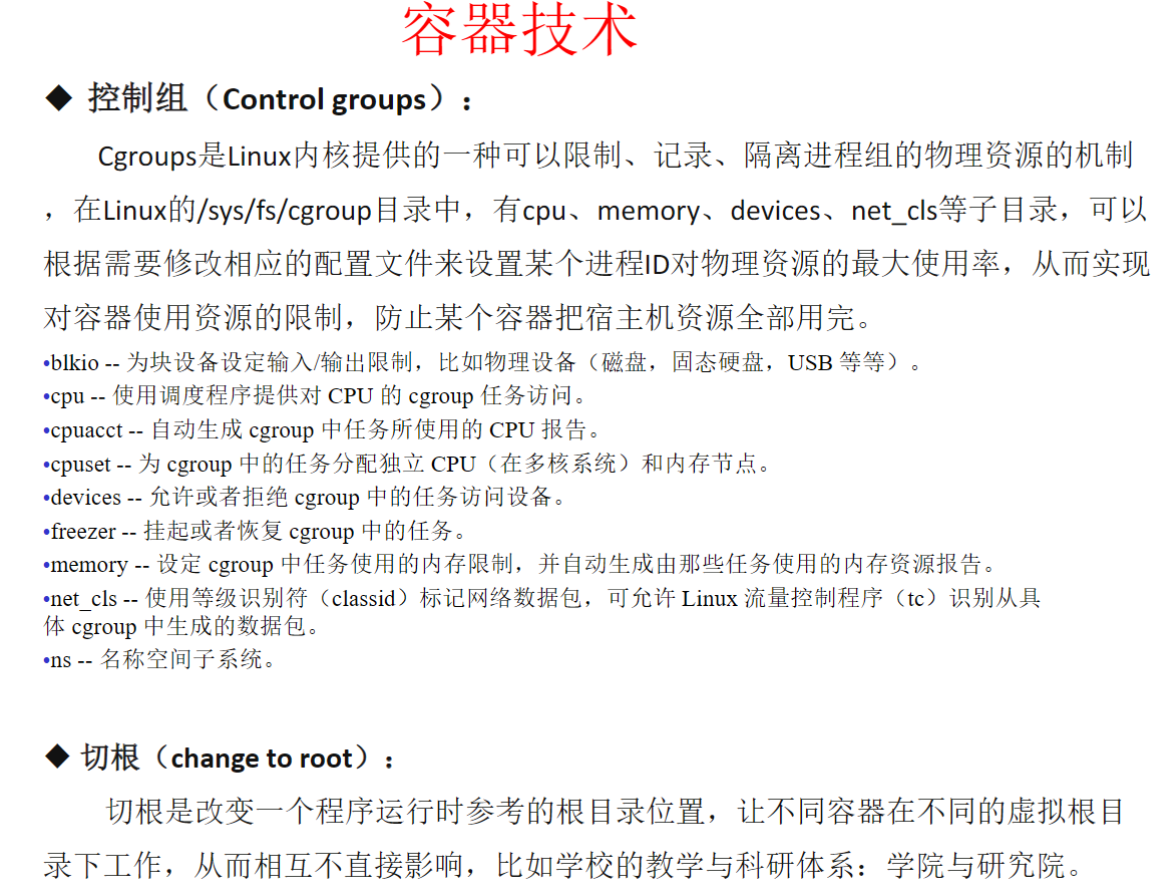 容器技术
◆ 控制组（Control groups）：
Cgroups是Linux内核提供的一种可以限制、记录、隔离进程组的物理资源的机制
，在Linux的/sys/fs/cgroup目录中，有cpu、memory、devices、net_cls等子目录，可以
根据需要修改相应的配置文件来设置某个进程ID对物理资源的最大使用率，从而实现
对容器使用资源的限制，防止某个容器把宿主机资源全部用完。
•blkio -- 为块设备设定输入/输出限制，比如物理设备（磁盘，固态硬盘，USB 等等）。
•cpu -- 使用调度程序提供对 CPU 的 cgroup 任务访问。
•cpuacct -- 自动生成 cgroup 中任务所使用的 CPU 报告。
•cpuset -- 为 cgroup 中的任务分配独立 CPU（在多核系统）和内存节点。
•devices -- 允许或者拒绝 cgroup 中的任务访问设备。
•freezer -- 挂起或者恢复 cgroup 中的任务。
•memory -- 设定 cgroup 中任务使用的内存限制，并自动生成由那些任务使用的内存资源报告。
•net_cls -- 使用等级识别符（classid）标记网络数据包，可允许 Linux 流量控制程序（tc）识别从具
体 cgroup 中生成的数据包。
•ns -- 名称空间子系统。
◆ 切根（change to root）：
切根是改变一个程序运行时参考的根目录位置，让不同容器在不同的虚拟根目
录下工作，从而相互不直接影响，比如学校的教学与科研体系：学院与研究院。